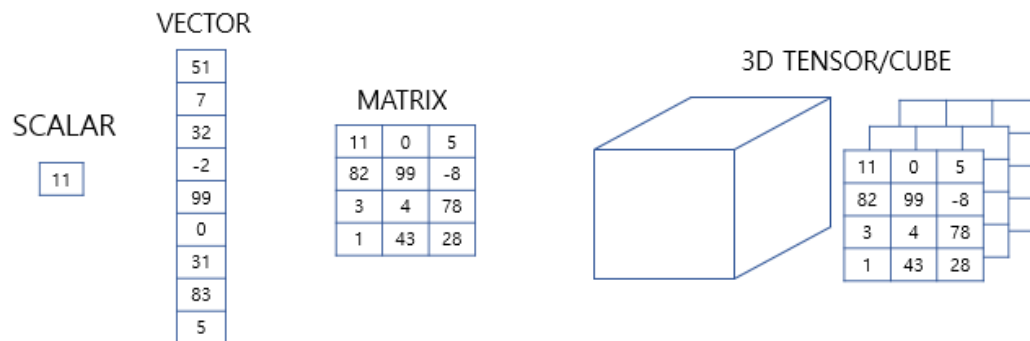 SCALAR
11
VECTOR
51
7
32
-2
99
0
31
83
5
MATRIX
11 0 5
82 99 -8
3 4 78
1 43 28
3D TENSOR/CUBE
11 0 5
82 99 -8
3 4 78
1 43 28